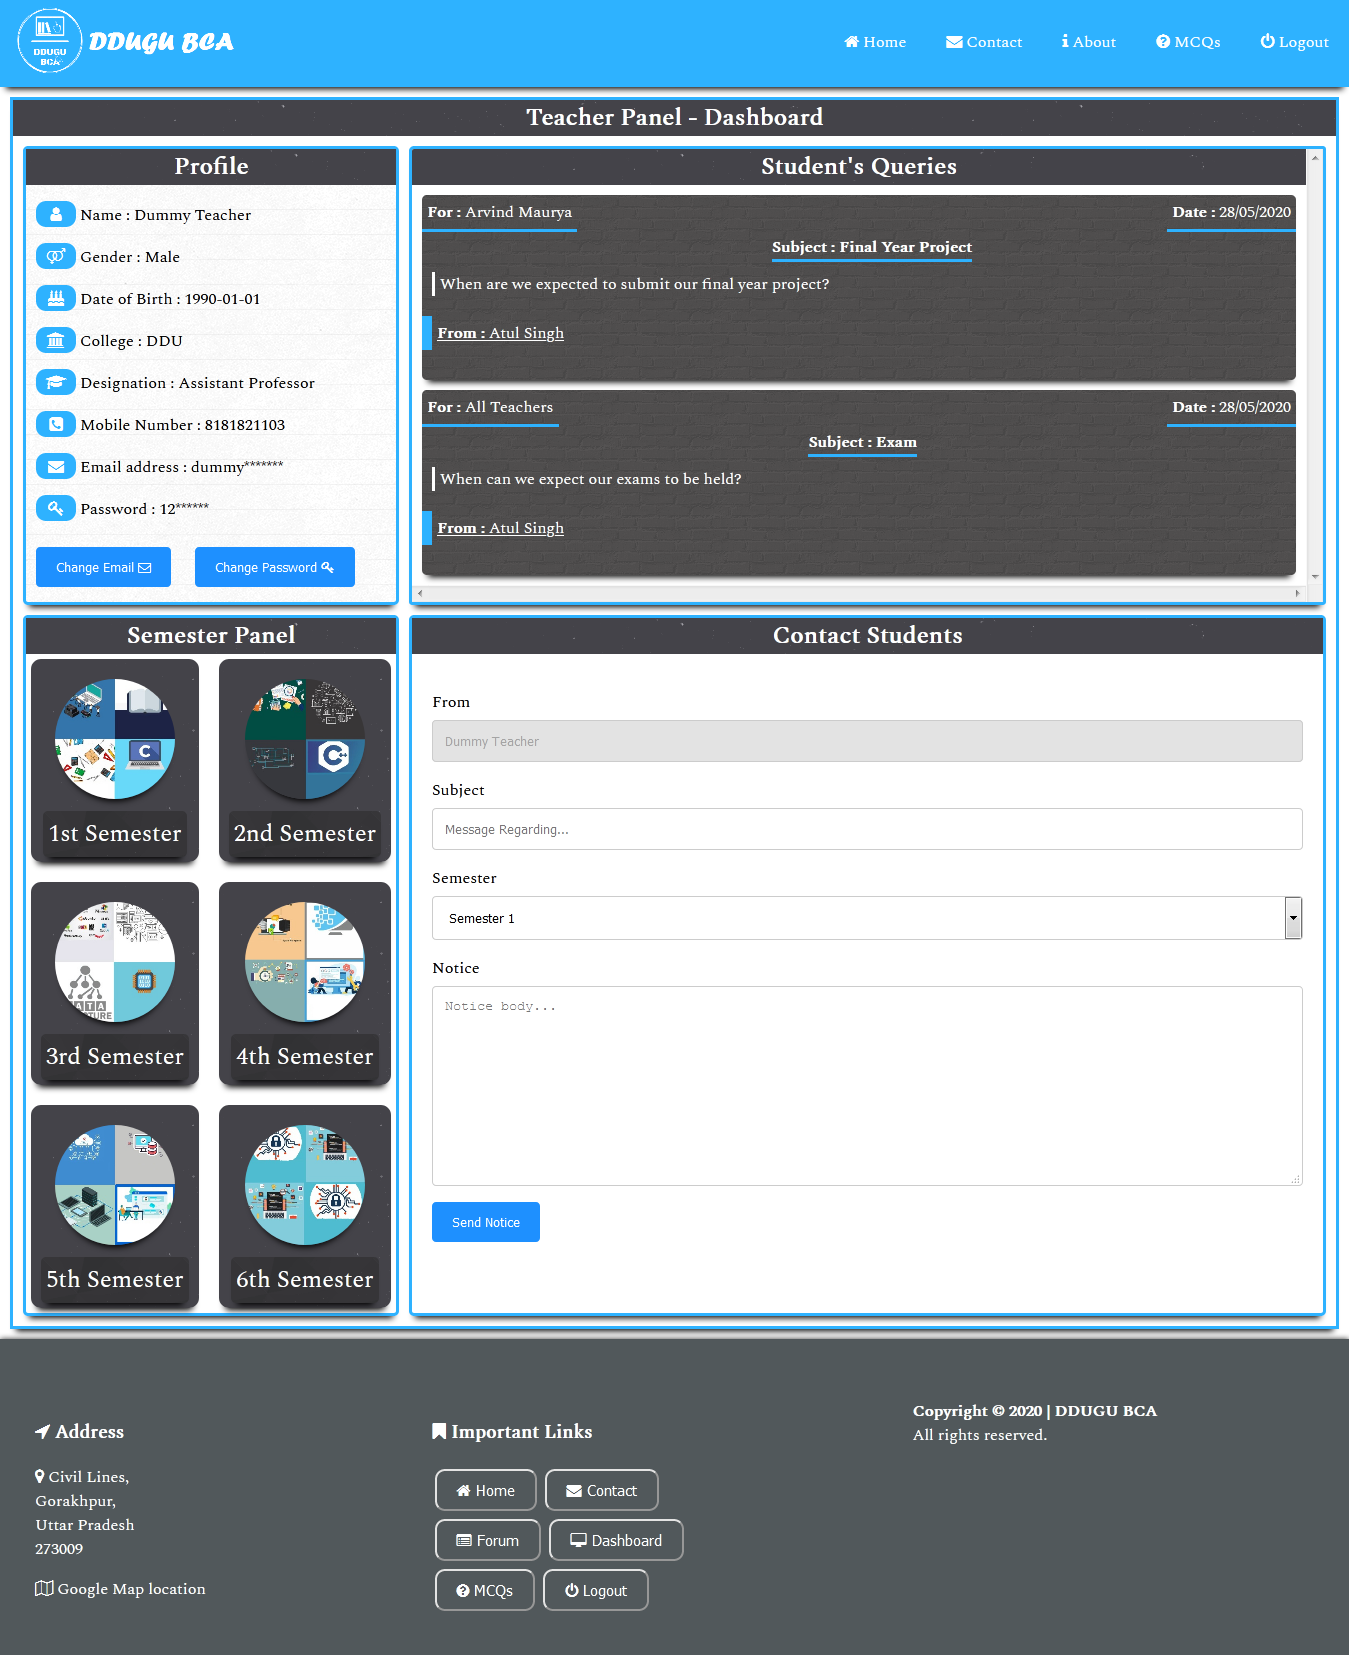 DDUGU
BCA
DDUGU BCA
Home
Contact
About
MCQs
Logout
Teacher Panel - Dashboard
Profile
Name : Dummy Teacher
Gender : Male
Date of Birth : 1990-01-01
College : DDU
Designation : Assistant Professor
Mobile Number : 8181821103
Email address : dummy*******
Password : 12******
Change Email
Change Password
Student's Queries
For : Arvind Maurya
Date : 28/05/2020
Subject : Final Year Project
When are we expected to submit our final year project?
From : Atul Singh
For : All Teachers
Date : 28/05/2020
Subject : Exam
When can we expect our exams to be held?
From : Atul Singh
Semester Panel
C
1st Semester
C++
2nd Semester
3rd Semester
4th Semester
5th Semester
6th Semester
Contact Students
From
Dummy Teacher
Subject
Message Regarding...
Semester
Semester 1
Notice
Notice body...
Send Notice
Address
Civil Lines,
Gorakhpur,
Uttar Pradesh
273009
Google Map location
Important Links
Home
Contact
Forum
Dashboard
MCQs
Logout
Copyright © 2020 | DDUGU BCA
All rights reserved.